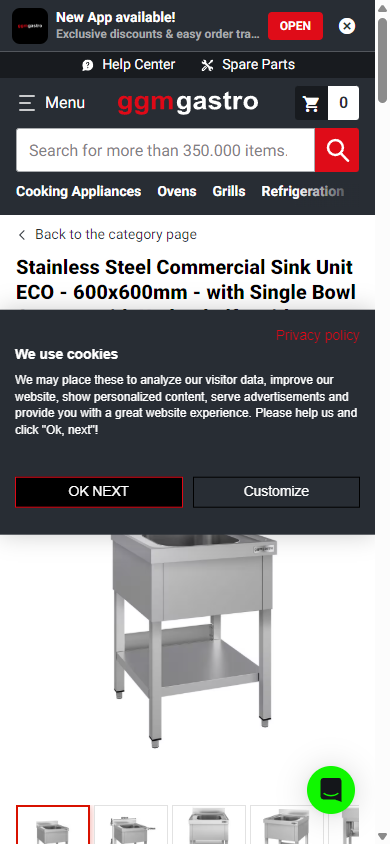 New App available!
Exclusive discounts & easy order tra...
OPEN
Help Center
Spare Parts
Menu
ggmgastro
0
Search for more than 350.000 items.
Cooking Appliances
Ovens
Grills
Refrigeration
Back to the category page
Stainless Steel Commercial Sink Unit
ECO - 600x600mm - with Single Bowl
Privacy policy
We use cookies
We may place these to analyze our visitor data, improve our
website, show personalized content, serve advertisements and
provide you with a great website experience. Please help us and
click "Ok, next"!
OK NEXT
Customize